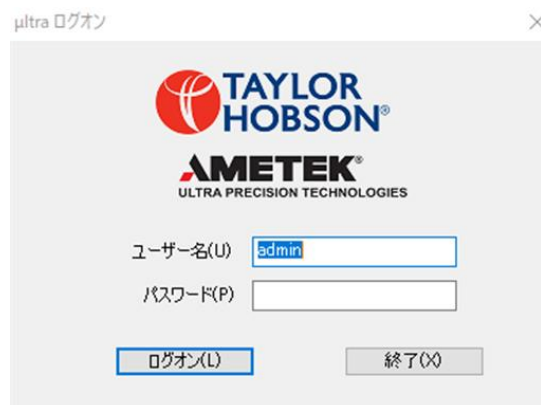 µltra ログオン
TAYLOR
HOBSON®
AMETEK®
ULTRA PRECISION TECHNOLOGIES
ユーザー名(U) admin
パスワード(P)
ログオン(L) 終了(X)